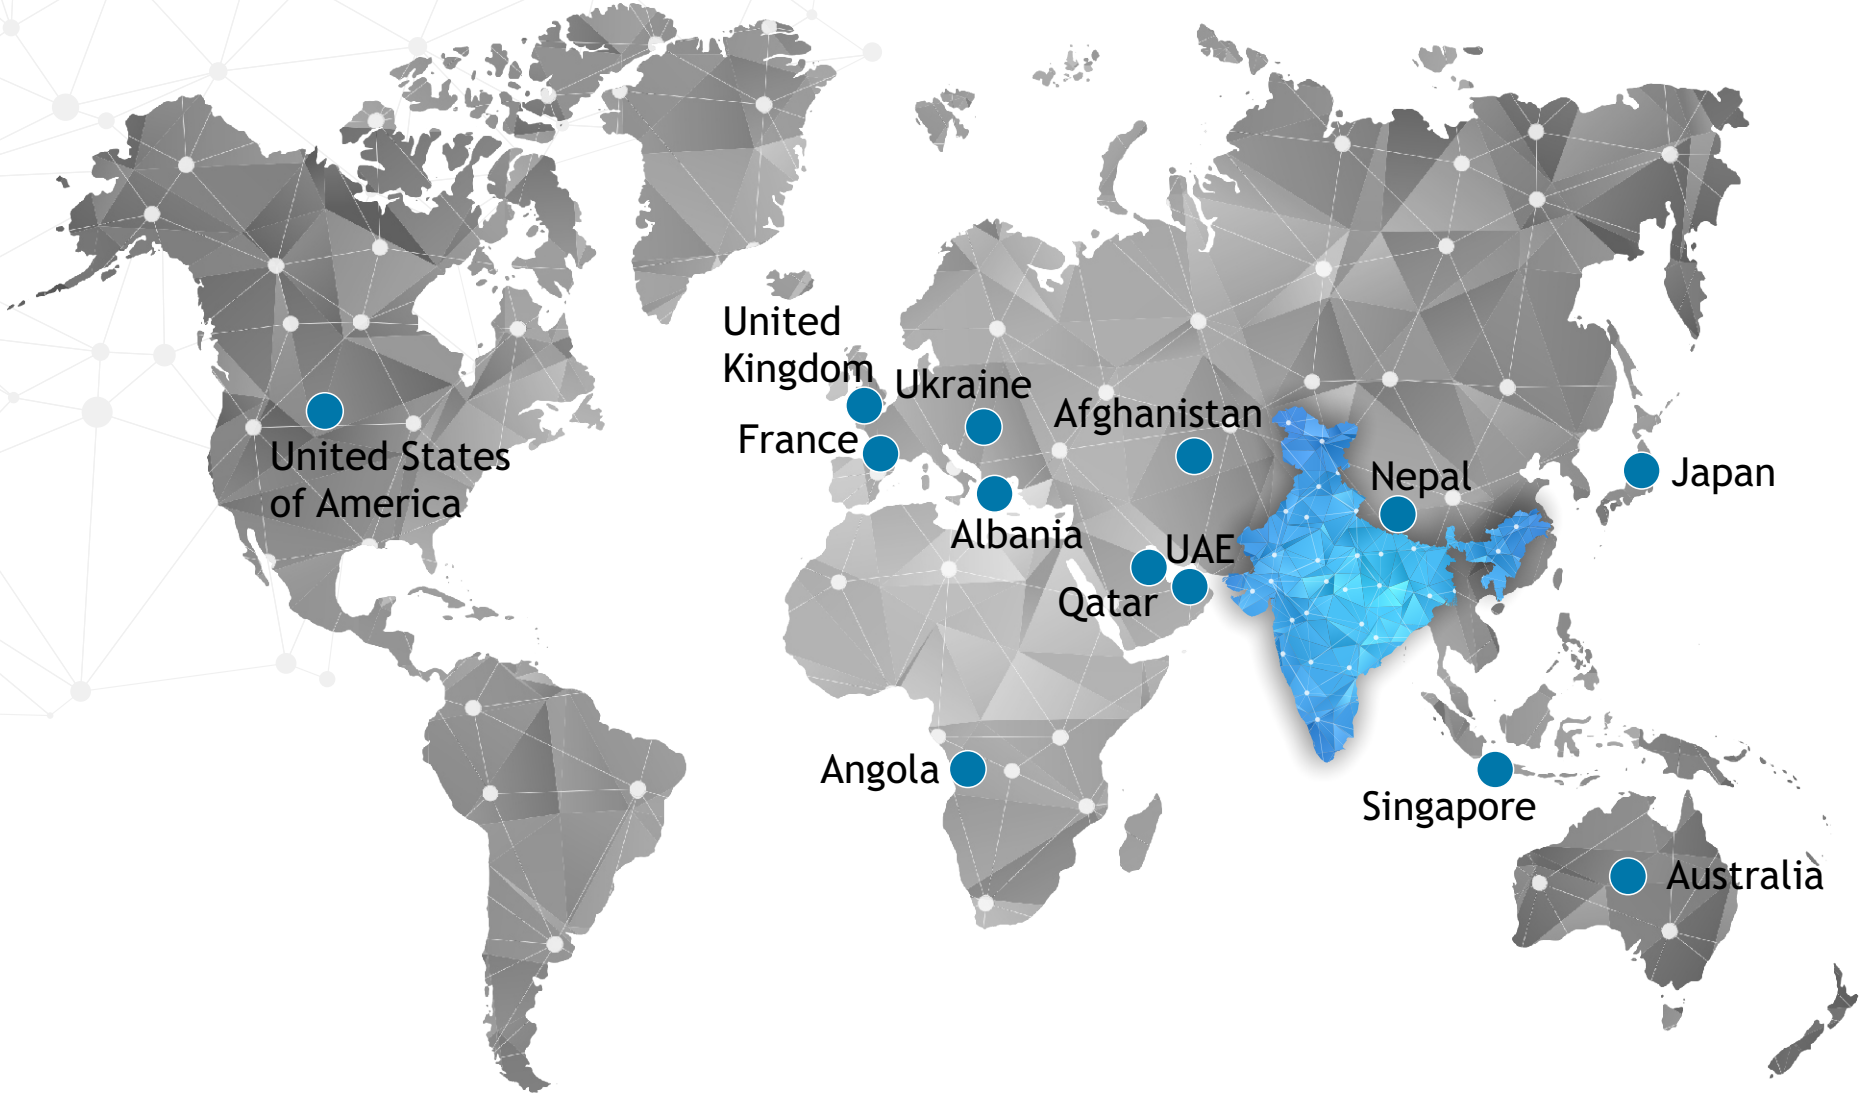 United
Kingdom
Ukraine
Afghanistan
France
United States
of America
Nepal
Japan
Albania
UAE
Qatar
Angola
Singapore
Australia